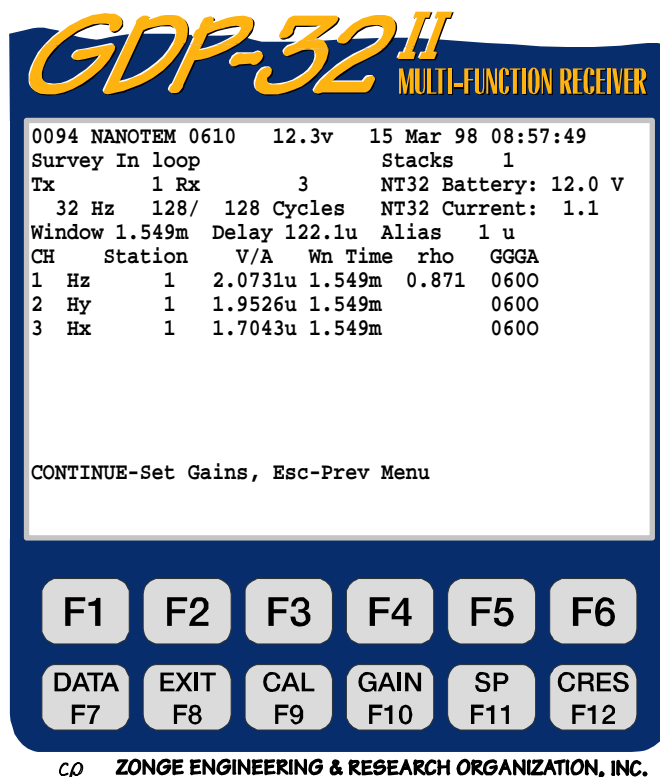 GDP-32 II
MULTI-FUNCTION RECEIVER
0094 NANOTEM 0610 12.3v 15 Mar 98 08:57:49
Survey In loop Stacks 1
Tx 1 Rx 3 NT32 Battery: 12.0 V
32 Hz 128/ 128 Cycles NT32 Current: 1.1
Window 1.549m Delay 122.1u Alias 1 u
CH Station V/A Wn Time rho GGGA
1 Hz 1 2.0731u 1.549m 0.871 060O
2 Hy 1 1.9526u 1.549m 060O
3 Hx 1 1.7043u 1.549m 060O
CONTINUE-Set Gains, Esc-Prev Menu
F1 F2 F3 F4 F5 F6
DATA EXIT CAL GAIN SP CRES
F7 F8 F9 F10 F11 F12
ZONGE ENGINEERING & RESEARCH ORGANIZATION, INC.